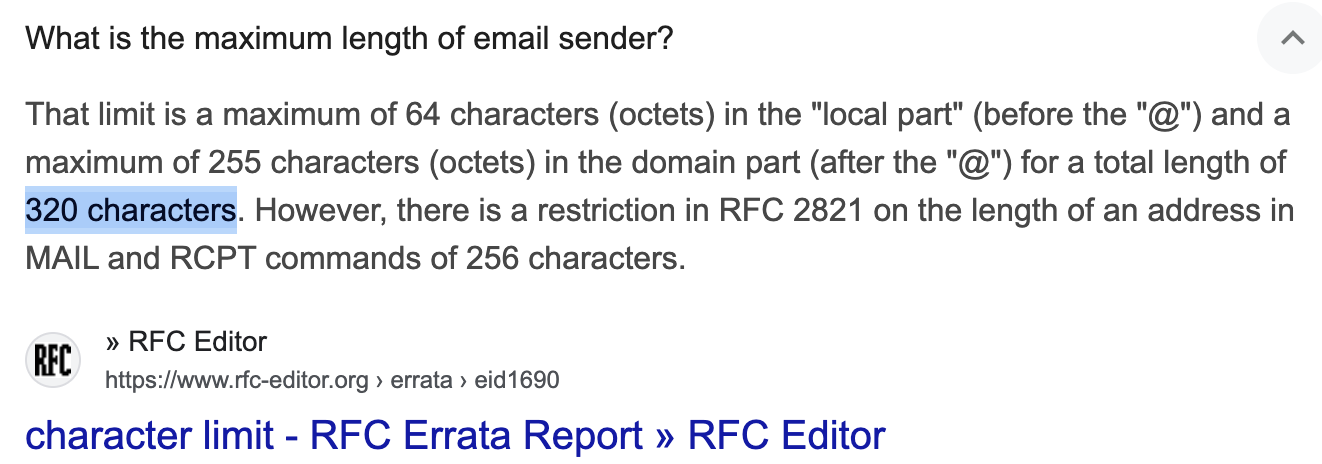 What is the maximum length of email sender?
That limit is a maximum of 64 characters (octets) in the "local part" (before the "@") and a
maximum of 255 characters (octets) in the domain part (after the "@") for a total length of
320 characters. However, there is a restriction in RFC 2821 on the length of an address in
MAIL and RCPT commands of 256 characters.
RFC
» RFC Editor
https://www.rfc-editor.org › errata › eid1690
character limit - RFC Errata Report » RFC Editor